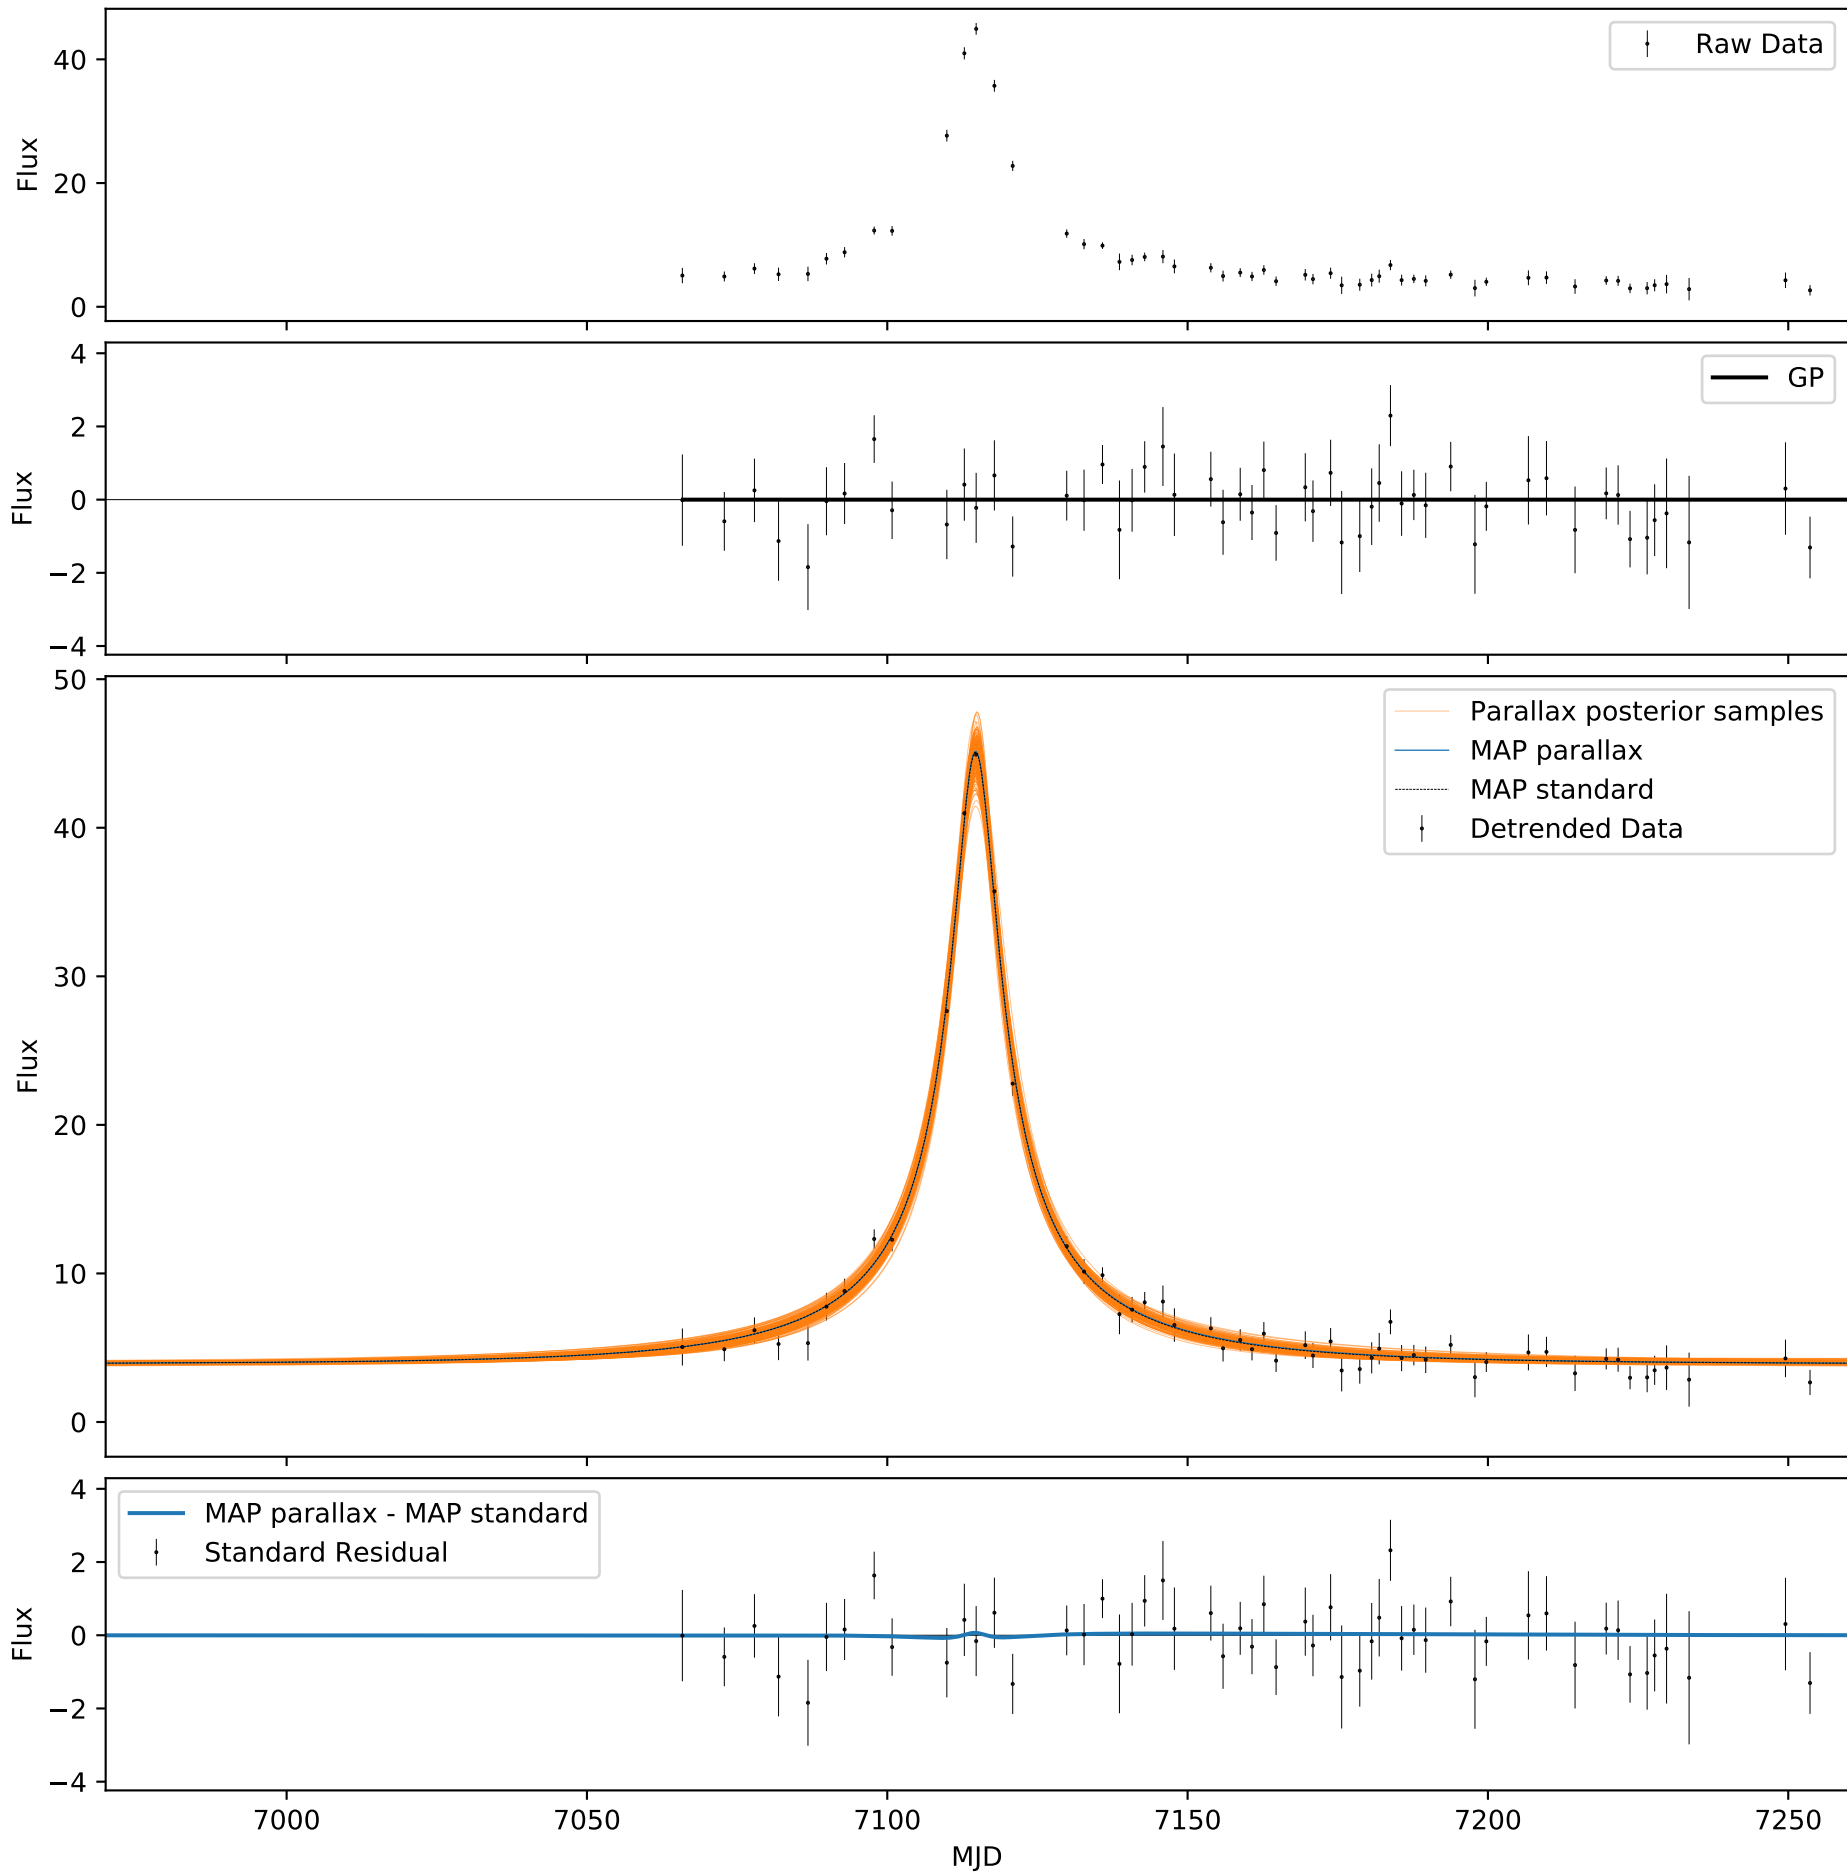 40
20
0
Flux
Raw Data
4
2
0
−2
−4
Flux
GP
50
40
30
20
10
0
Flux
Parallax posterior samples
MAP parallax
MAP standard
Detrended Data
4
2
0
−2
−4
Flux
MAP parallax - MAP standard
Standard Residual
7000 7050 7100 7150 7200 7250
MJD